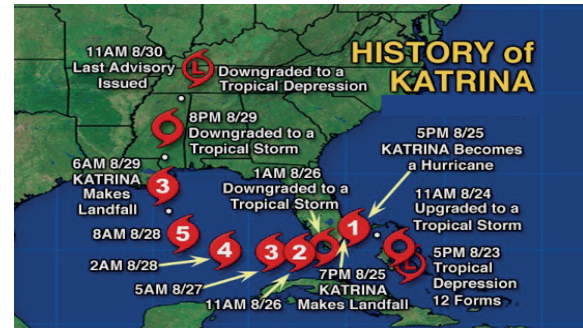 HISTORY of
KATRINA
11AM 8/30
Last Advisory
Issued
L
Downgraded to a
Tropical Depression
8PM 8/29
Downgraded to a
Tropical Storm
6AM 8/29
KATRINA
Makes
Landfall
3
8AM 8/28
5
2AM 8/28
4
5AM 8/27
3
11AM 8/26
2
1AM 8/26
Downgraded to a
Tropical Storm
7PM 8/25
KATRINA
Makes Landfall
1
5PM 8/25
KATRINA Becomes
a Hurricane
11AM 8/24
Upgraded to a
Tropical Storm
L
5PM 8/23
Tropical
Depression
12 Forms